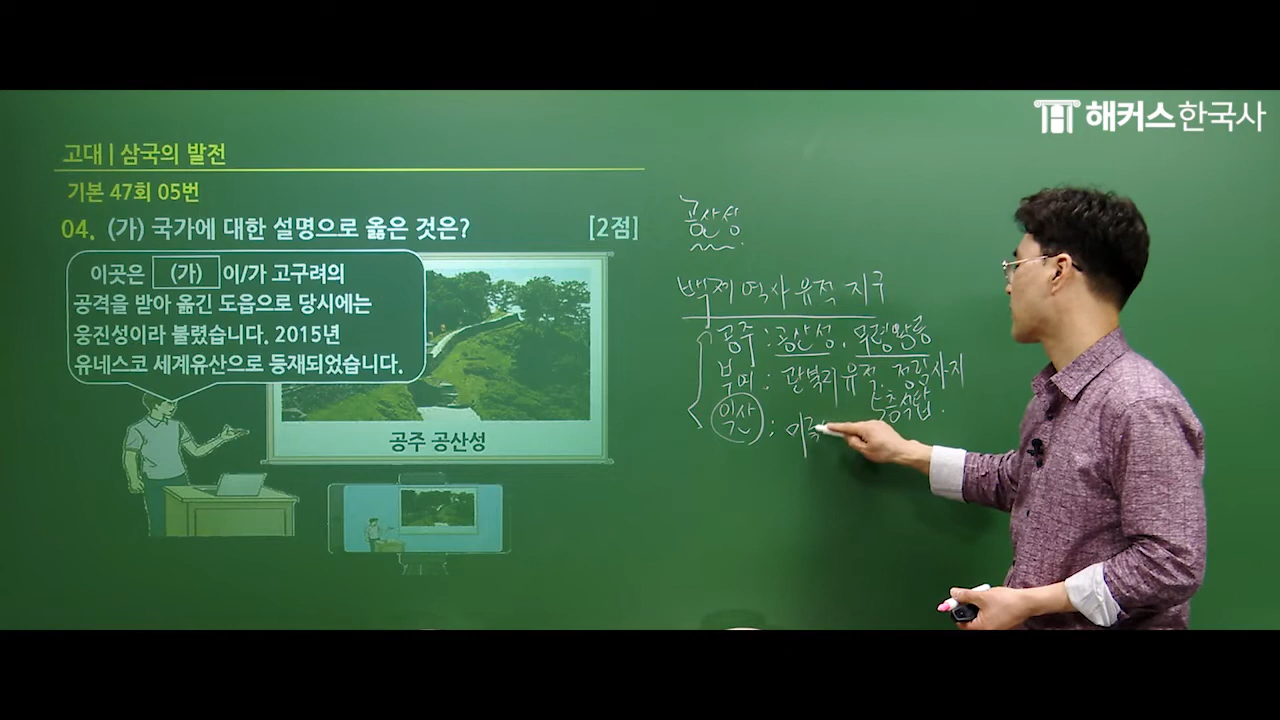 해커스한국사
고대 | 삼국의 발전
기본 47회 05번
04. (가) 국가에 대한 설명으로 옳은 것은? [2점]
이곳은 (가) 이/가 고구려의
공격을 받아 옮긴 도읍으로 당시에는
웅진성이라 불렸습니다. 2015년
유네스코 세계유산으로 등재되었습니다.
공주 공산성
공산성
백제 역사 유적 지구
공주 : 공산성, 무령왕릉
부여 : 관북리 유적, 정림사지
5층석탑.
익산 : 미륵